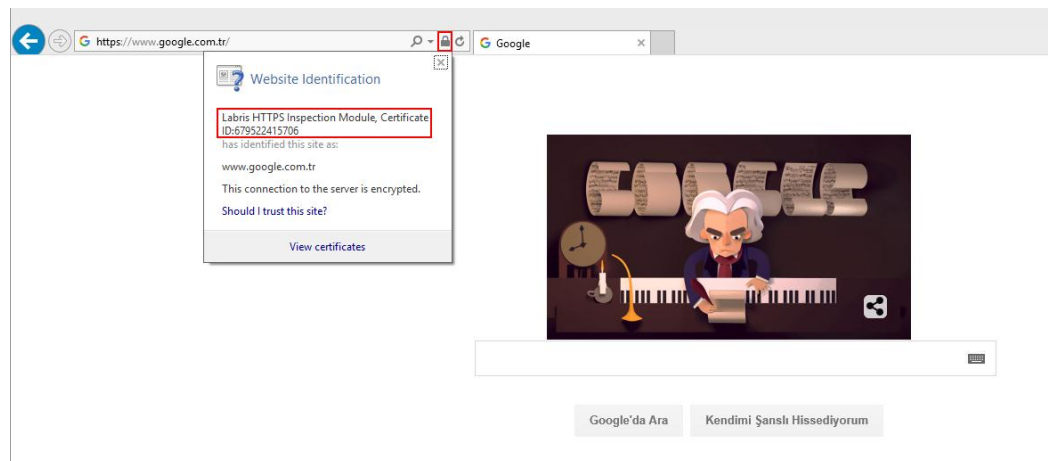 https://www.google.com.tr/
Google
Website Identification
Labris HTTPS Inspection Module, Certificate
ID:679522415706
has identified this site as:
www.google.com.tr
This connection to the server is encrypted.
Should I trust this site?
View certificates
Google'da Ara
Kendimi Şanslı Hissediyorum